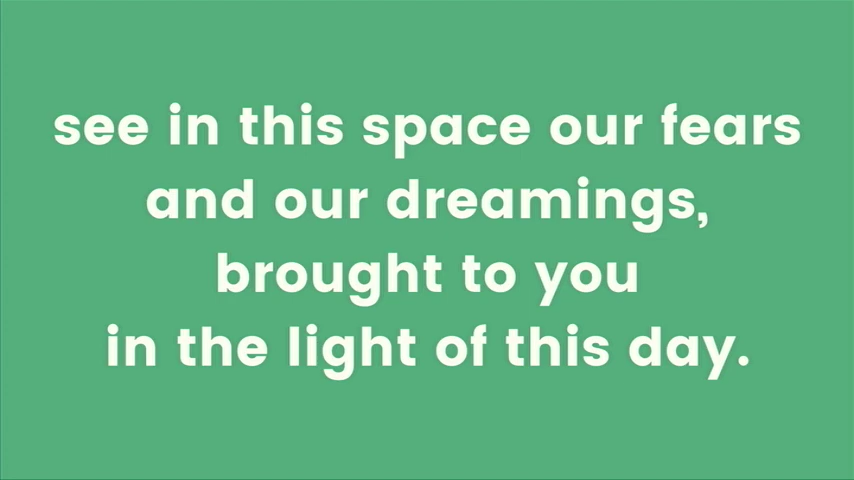 see in this space our fears
and our dreamings,
brought to you
in the light of this day.